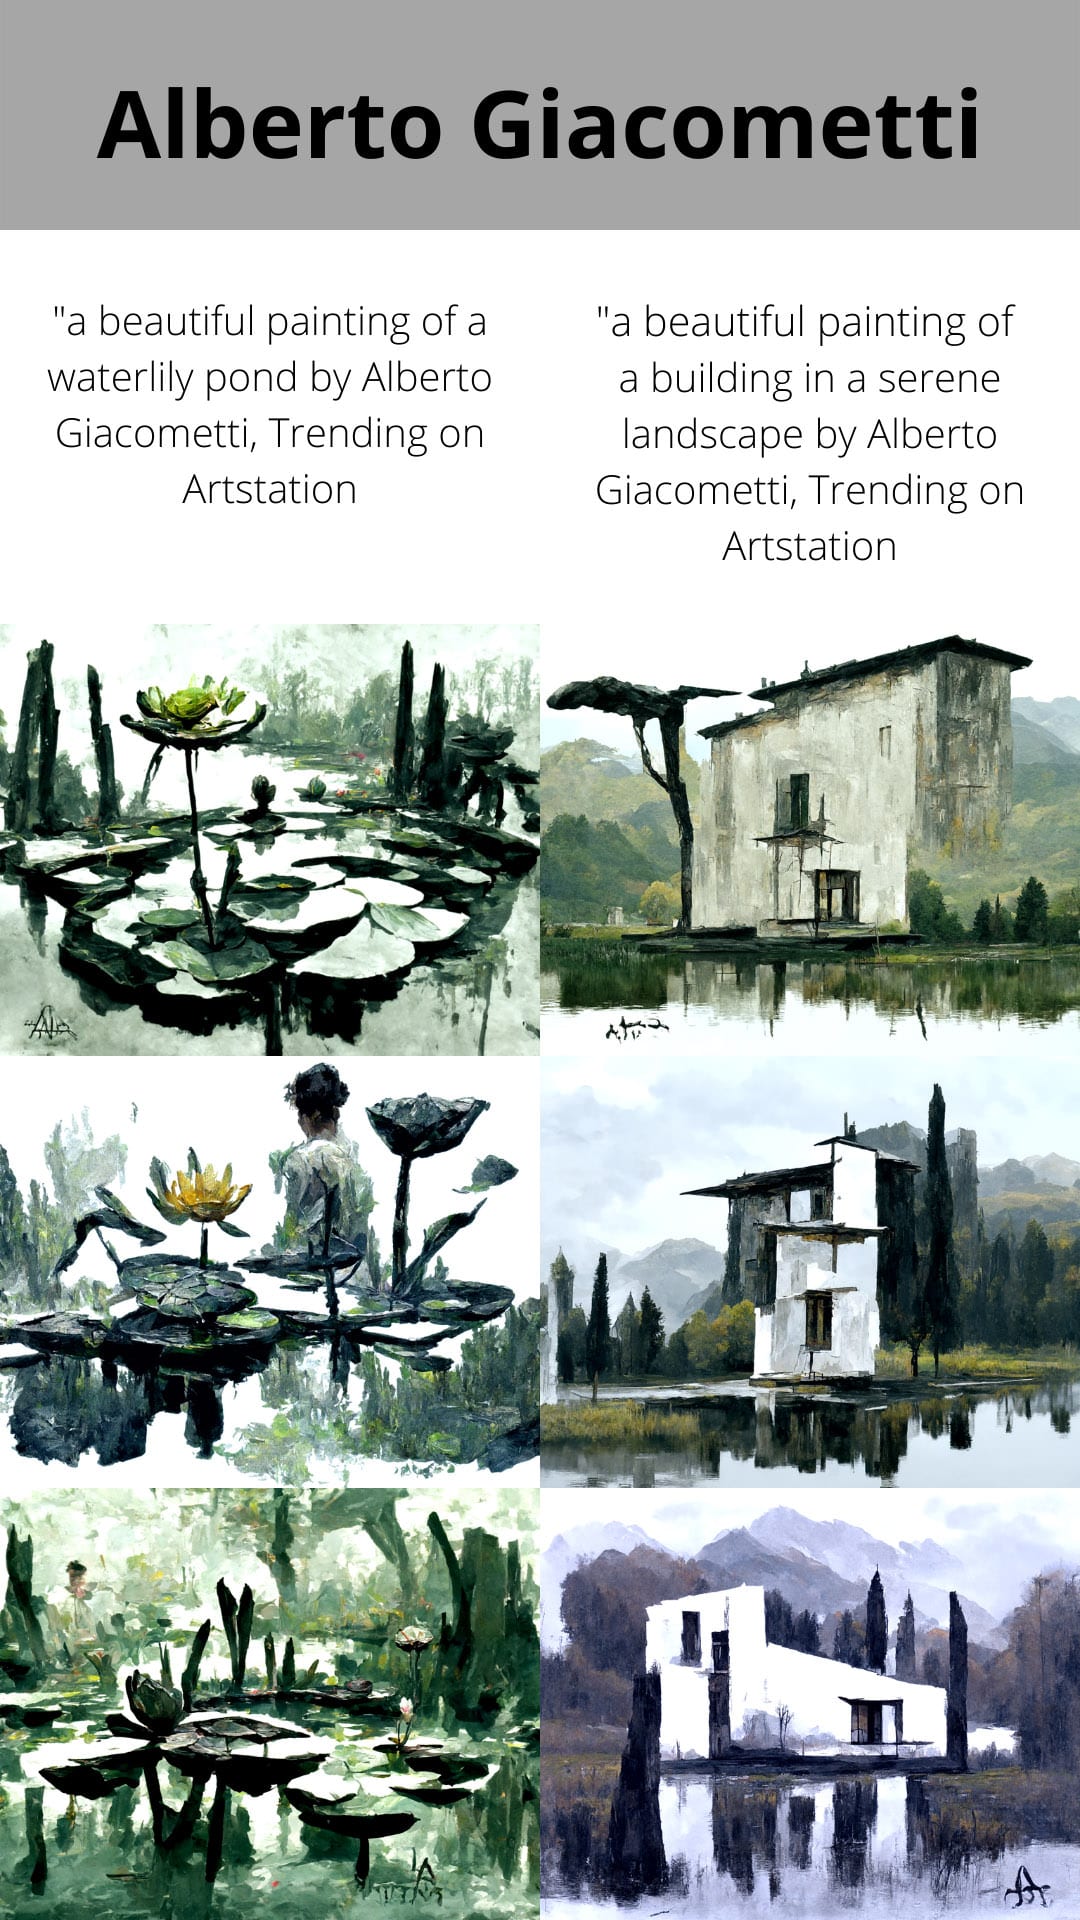 Alberto Giacometti
"a beautiful painting of a
waterlily pond by Alberto
Giacometti, Trending on
Artstation
"a beautiful painting of
a building in a serene
landscape by Alberto
Giacometti, Trending on
Artstation